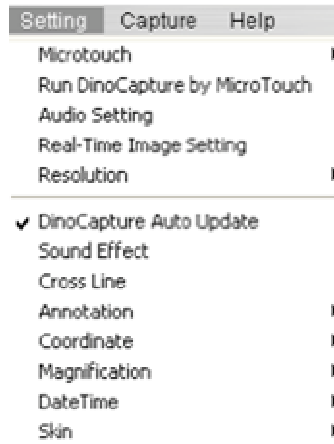 Setting Capture Help
Microtouch
Run DinoCapture by MicroTouch
Audio Setting
Real-Time Image Setting
Resolution
DinoCapture Auto Update
Sound Effect
Cross Line
Annotation
Coordinate
Magnification
DateTime
Skin